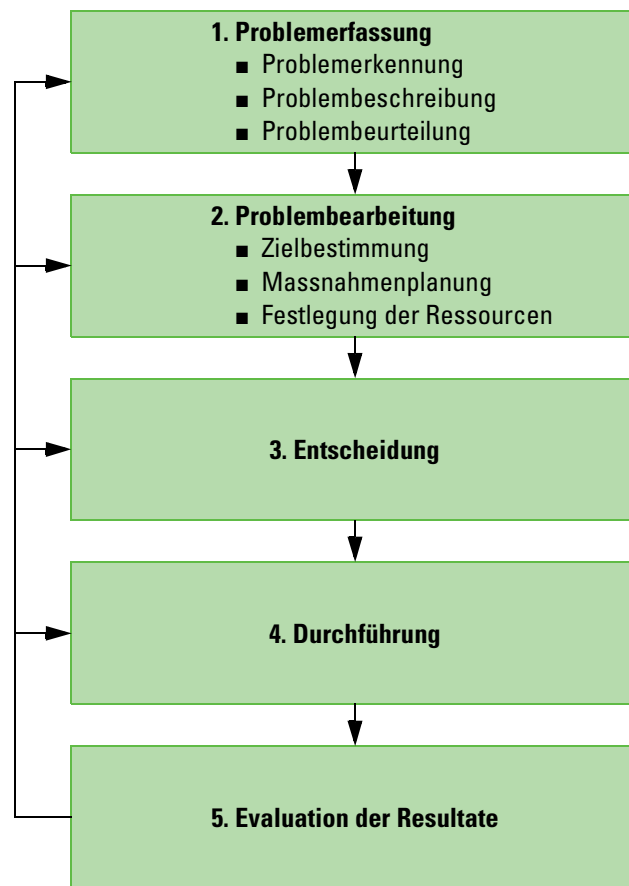 1. Problemerfassung
■ Problemerkennung
■ Problembeschreibung
■ Problembeurteilung
2. Problembearbeitung
■ Zielbestimmung
■ Massnahmenplanung
■ Festlegung der Ressourcen
3. Entscheidung
4. Durchführung
5. Evaluation der Resultate